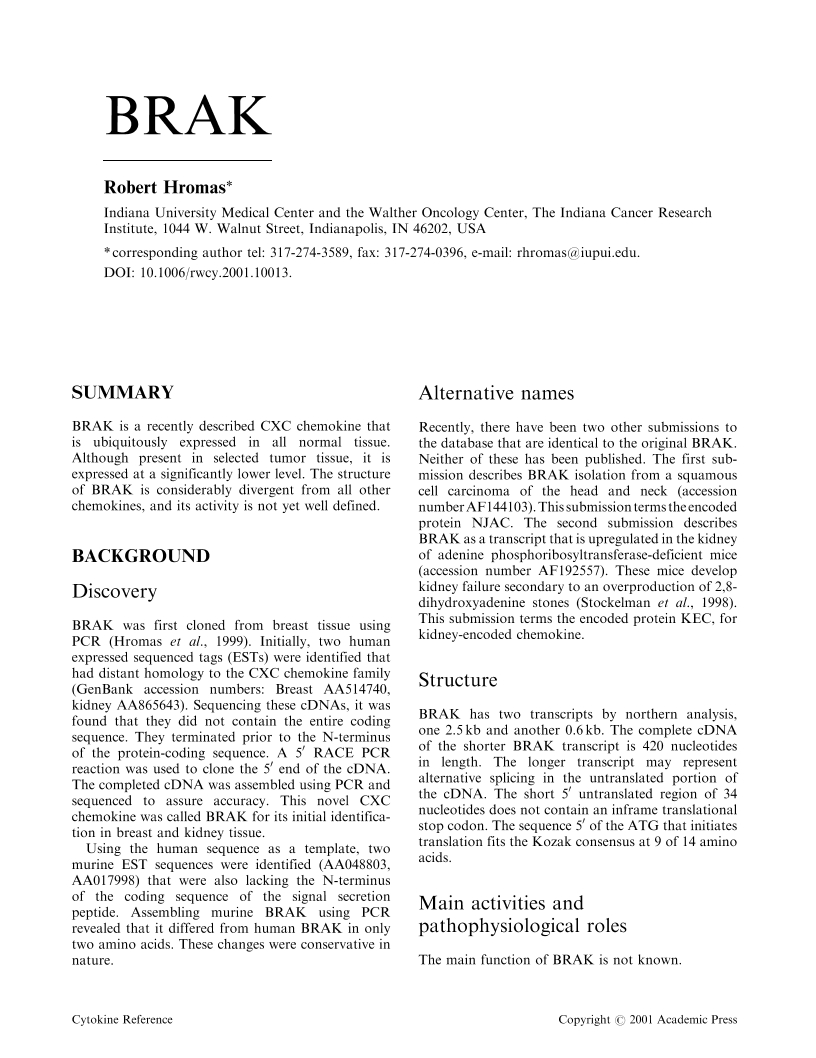 BRAK
Robert Hromas*
Indiana University Medical Center and the Walther Oncology Center, The Indiana Cancer Research
Institute, 1044 W. Walnut Street, Indianapolis, IN 46202, USA
*corresponding author tel: 317-274-3589, fax: 317-274-0396, e-mail: rhromas@iupui.edu.
DOI: 10.1006/rwcy.2001.10013.
SUMMARY
BRAK is a recently described CXC chemokine that
is ubiquitously expressed in all normal tissue.
Although present in selected tumor tissue, it is
expressed at a significantly lower level. The structure
of BRAK is considerably divergent from all other
chemokines, and its activity is not yet well defined.
BACKGROUND
Discovery
BRAK was first cloned from breast tissue using
PCR (Hromas et al., 1999). Initially, two human
expressed sequenced tags (ESTs) were identified that
had distant homology to the CXC chemokine family
(GenBank accession numbers: Breast AA514740,
kidney AA865643). Sequencing these cDNAs, it was
found that they did not contain the entire coding
sequence. They terminated prior to the N-terminus
of the protein-coding sequence. A 5′ RACE PCR
reaction was used to clone the 5′ end of the cDNA.
The completed cDNA was assembled using PCR and
sequenced to assure accuracy. This novel CXC
chemokine was called BRAK for its initial identifica-
tion in breast and kidney tissue.
Using the human sequence as a template, two
murine EST sequences were identified (AA048803,
AA017998) that were also lacking the N-terminus
of the coding sequence of the signal secretion
peptide. Assembling murine BRAK using PCR
revealed that it differed from human BRAK in only
two amino acids. These changes were conservative in
nature.
Alternative names
Recently, there have been two other submissions to
the database that are identical to the original BRAK.
Neither of these has been published. The first sub-
mission describes BRAK isolation from a squamous
cell carcinoma of the head and neck (accession
number AF144103). This submission terms the encoded
protein NJAC. The second submission describes
BRAK as a transcript that is upregulated in the kidney
of adenine phosphoribosyltransferase-deficient mice
(accession number AF192557). These mice develop
kidney failure secondary to an overproduction of 2,8-
dihydroxyadenine stones (Stockelman et al., 1998).
This submission terms the encoded protein KEC, for
kidney-encoded chemokine.
Structure
BRAK has two transcripts by northern analysis,
one 2.5 kb and another 0.6 kb. The complete cDNA
of the shorter BRAK transcript is 420 nucleotides
in length. The longer transcript may represent
alternative splicing in the untranslated portion of
the cDNA. The short 5′ untranslated region of 34
nucleotides does not contain an inframe translational
stop codon. The sequence 5′ of the ATG that initiates
translation fits the Kozak consensus at 9 of 14 amino
acids.
Main activities and
pathophysiological roles
The main function of BRAK is not known.
Cytokine Reference
Copyright © 2001 Academic Press